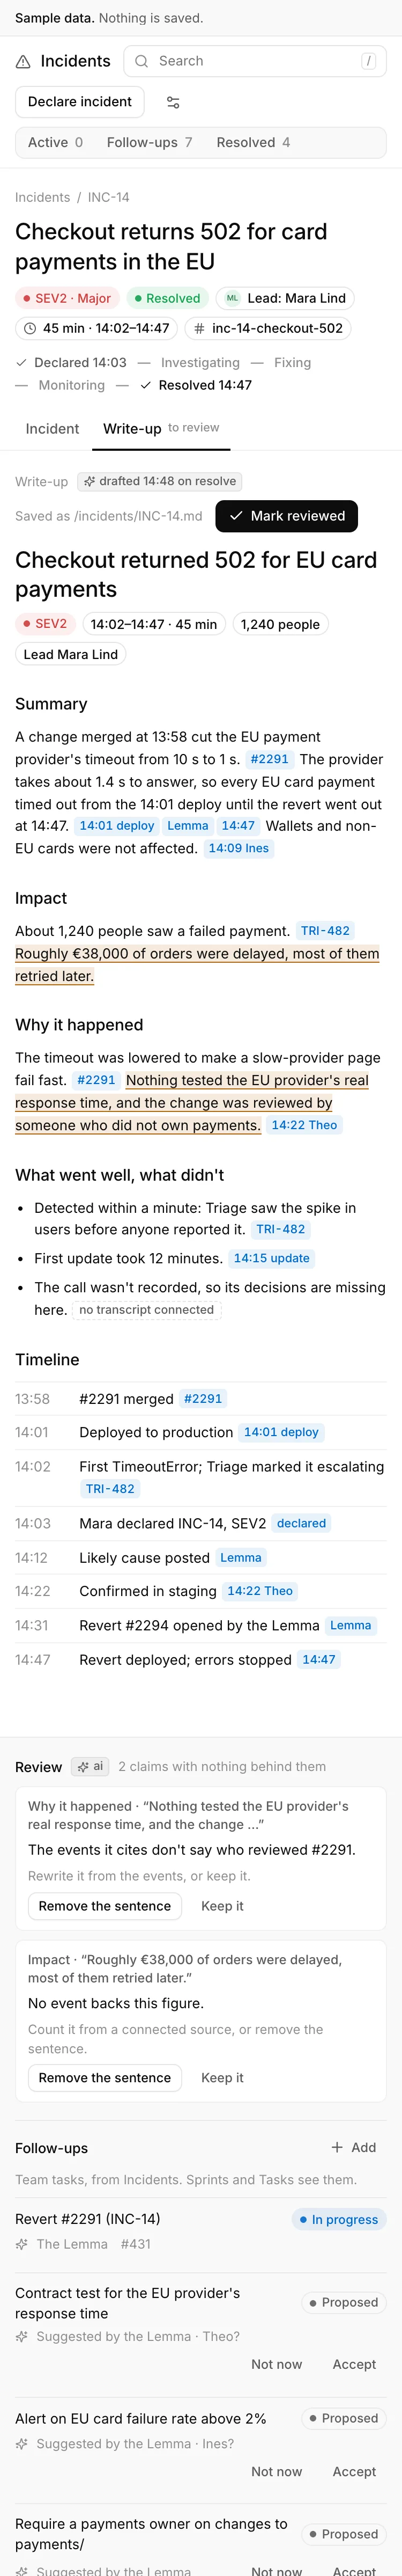 Sample data. Nothing is saved.
Incidents
Search
/
Declare incident
Active 0 Follow-ups 7 Resolved 4
Incidents / INC-14
Checkout returns 502 for card
payments in the EU
SEV2 · Major Resolved ML Lead: Mara Lind
45 min · 14:02–14:47 # inc-14-checkout-502
Declared 14:03 — Investigating — Fixing
— Monitoring — Resolved 14:47
Incident Write-up to review
Write-up drafted 14:48 on resolve
Saved as /incidents/INC-14.md Mark reviewed
Checkout returned 502 for EU card
payments
SEV2 14:02–14:47 · 45 min 1,240 people
Lead Mara Lind
Summary
A change merged at 13:58 cut the EU payment
provider's timeout from 10 s to 1 s. #2291 The provider
takes about 1.4 s to answer, so every EU card payment
timed out from the 14:01 deploy until the revert went out
at 14:47. 14:01 deploy Lemma 14:47 Wallets and non-
EU cards were not affected. 14:09 Ines
Impact
About 1,240 people saw a failed payment. TRI-482
Roughly €38,000 of orders were delayed, most of them
retried later.
Why it happened
The timeout was lowered to make a slow-provider page
fail fast. #2291 Nothing tested the EU provider's real
response time, and the change was reviewed by
someone who did not own payments. 14:22 Theo
What went well, what didn't
• Detected within a minute: Triage saw the spike in
users before anyone reported it. TRI-482
• First update took 12 minutes. 14:15 update
• The call wasn't recorded, so its decisions are missing
here. no transcript connected
Timeline
13:58 #2291 merged #2291
14:01 Deployed to production 14:01 deploy
14:02 First TimeoutError; Triage marked it escalating
TRI-482
14:03 Mara declared INC-14, SEV2 declared
14:12 Likely cause posted Lemma
14:22 Confirmed in staging 14:22 Theo
14:31 Revert #2294 opened by the Lemma Lemma
14:47 Revert deployed; errors stopped 14:47
Review ai 2 claims with nothing behind them
Why it happened · “Nothing tested the EU provider's
real response time, and the change …”
The events it cites don't say who reviewed #2291.
Rewrite it from the events, or keep it.
Remove the sentence Keep it
Impact · “Roughly €38,000 of orders were delayed,
most of them retried later.”
No event backs this figure.
Count it from a connected source, or remove the
sentence.
Remove the sentence Keep it
Follow-ups + Add
Team tasks, from Incidents. Sprints and Tasks see them.
Revert #2291 (INC-14) In progress
The Lemma #431
Contract test for the EU provider's
response time
Proposed
Suggested by the Lemma · Theo?
Not now Accept
Alert on EU card failure rate above 2% Proposed
Suggested by the Lemma · Ines?
Not now Accept
Require a payments owner on changes to
payments/
Proposed
Suggested by the Lemma Not now Accept